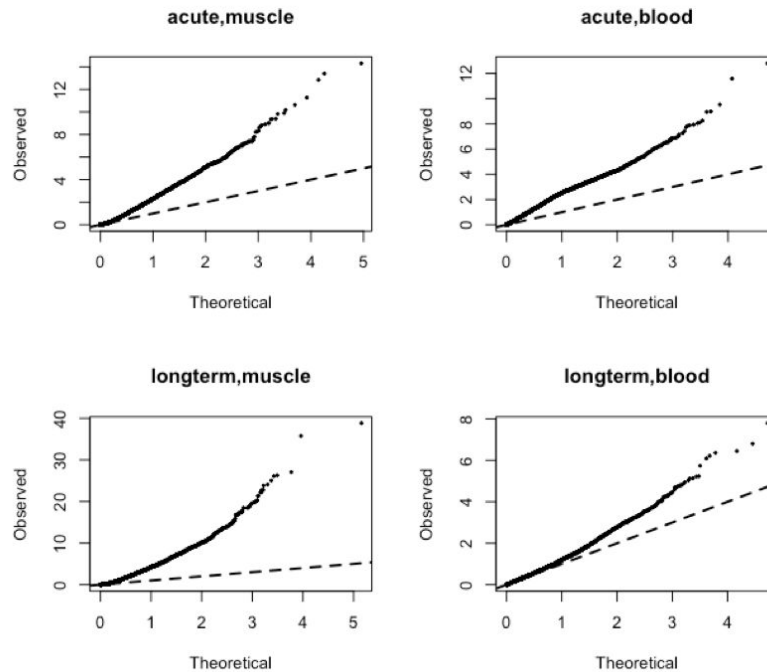 acute,muscle
Observed
0 4 8 12
0 1 2 3 4 5
Theoretical
acute,blood
Observed
0 2 4 6 8 12
0 1 2 3 4
Theoretical
longterm,muscle
Observed
0 10 20 30 40
0 1 2 3 4 5
Theoretical
longterm,blood
Observed
0 2 4 6 8
0 1 2 3 4
Theoretical